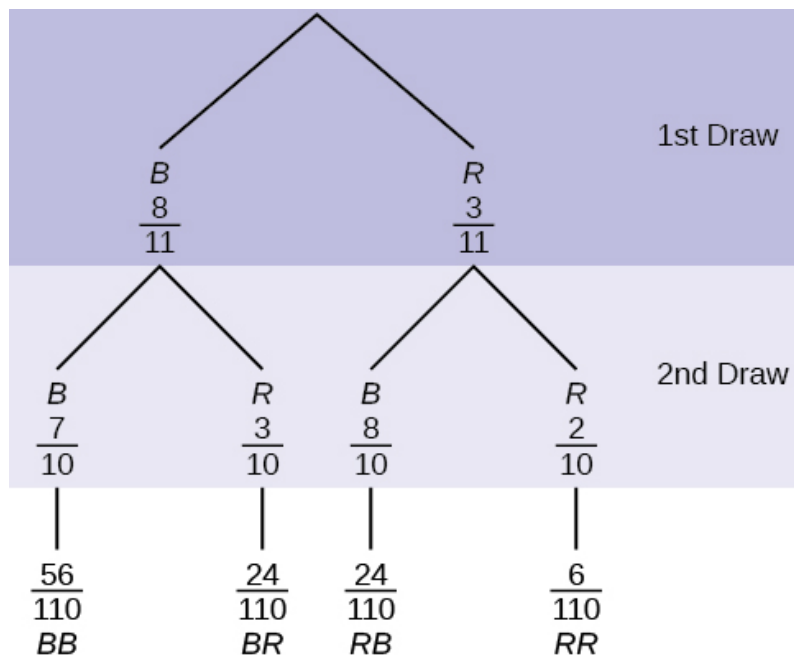 1st Draw
B R
8/11 3/11
2nd Draw
B R B R
7/10 3/10 8/10 2/10
56/110 24/110 24/110 6/110
BB BR RB RR